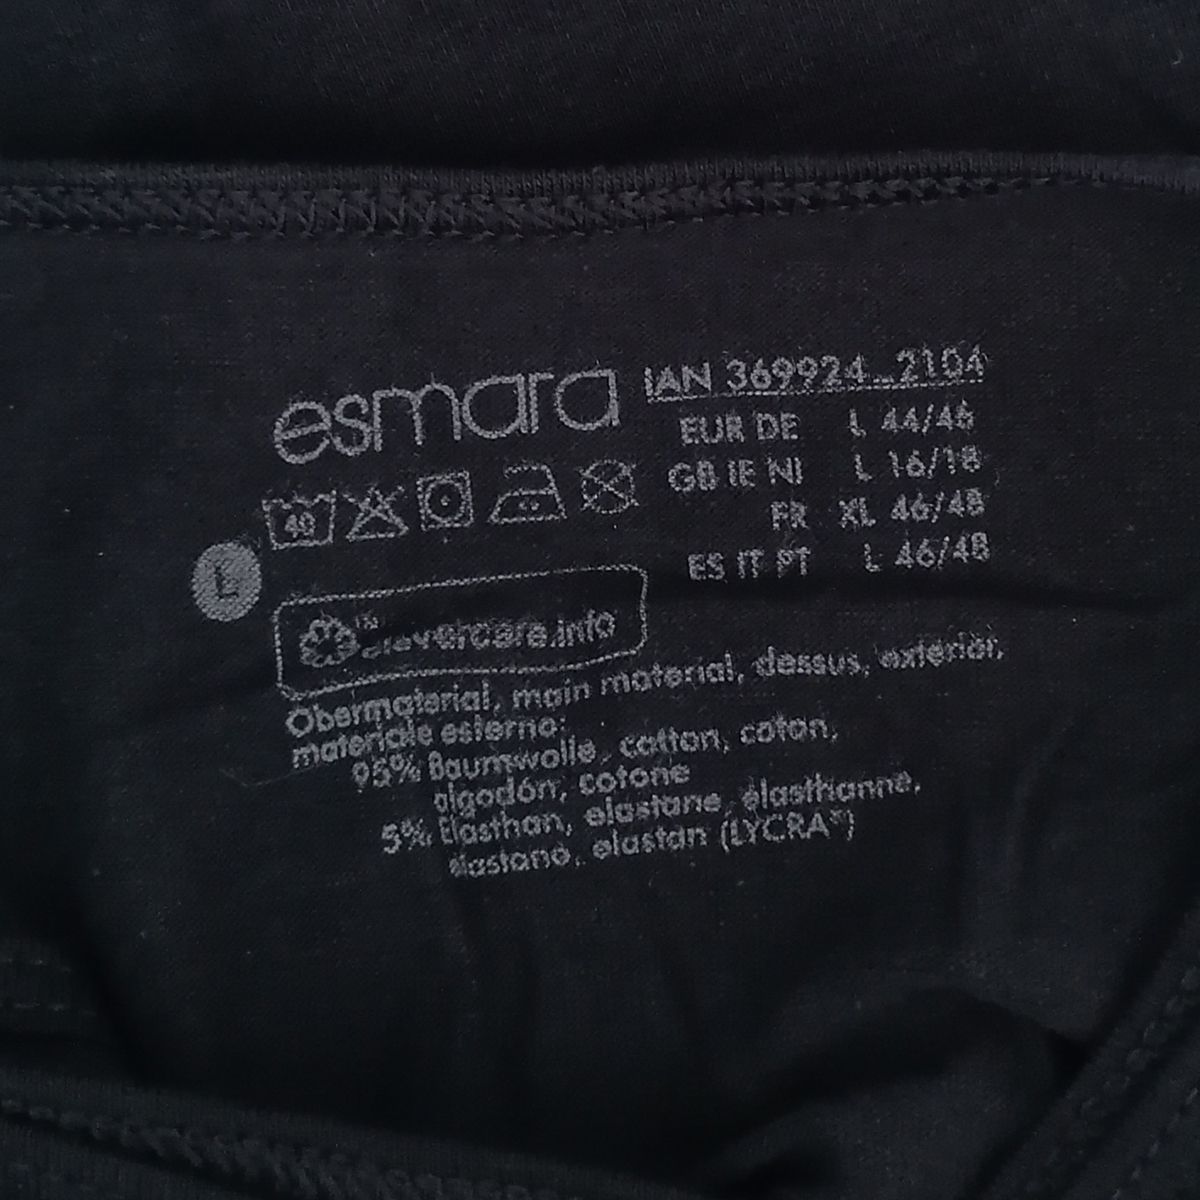 esmara
IAN 369924_2104
EUR DE L 44/46
GB IE NI L 16/18
FR XL 46/48
ES IT PT L 46/48
40
L
clevercare.info
Obermaterial, main material, dessus, exterior,
materiale esterno:
95% Baumwolle, cotton, coton,
algodón, cotone
5% Elasthan, elastane, élasthanne,
elastano, elastan (LYCRA®)